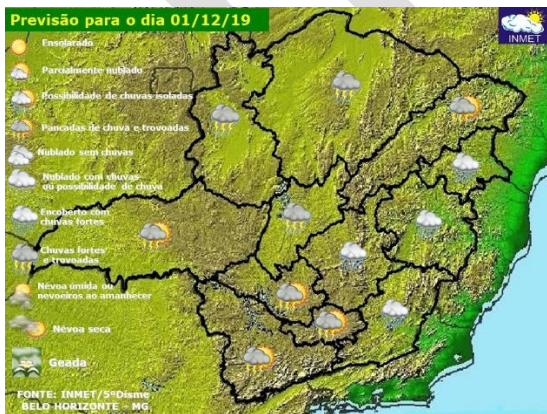 Previsão para o dia 01/12/19
INMET
Ensolarado
Parcialmente nublado
Possibilidade de chuvas isoladas
Pancadas de chuva e trovoadas
Nublado sem chuvas
Nublado com chuvas
ou possibilidade de chuva
Encoberto com
chuvas fortes
Chuvas fortes
e trovoadas
Névoa úmida ou
nevoeiros ao amanhecer
Névoa seca
Geada
FONTE: INMET/5ºDisme
BELO HORIZONTE - MG